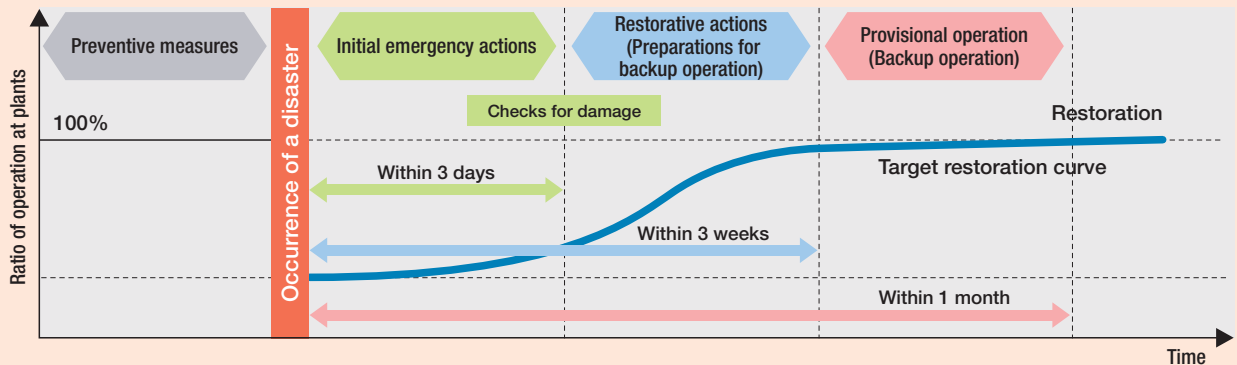 Preventive measures
Occurrence of a disaster
Initial emergency actions
Restorative actions
(Preparations for
backup operation)
Provisional operation
(Backup operation)
Checks for damage
100%
Restoration
Within 3 days
Target restoration curve
Within 3 weeks
Within 1 month
Ratio of operation at plants
Time